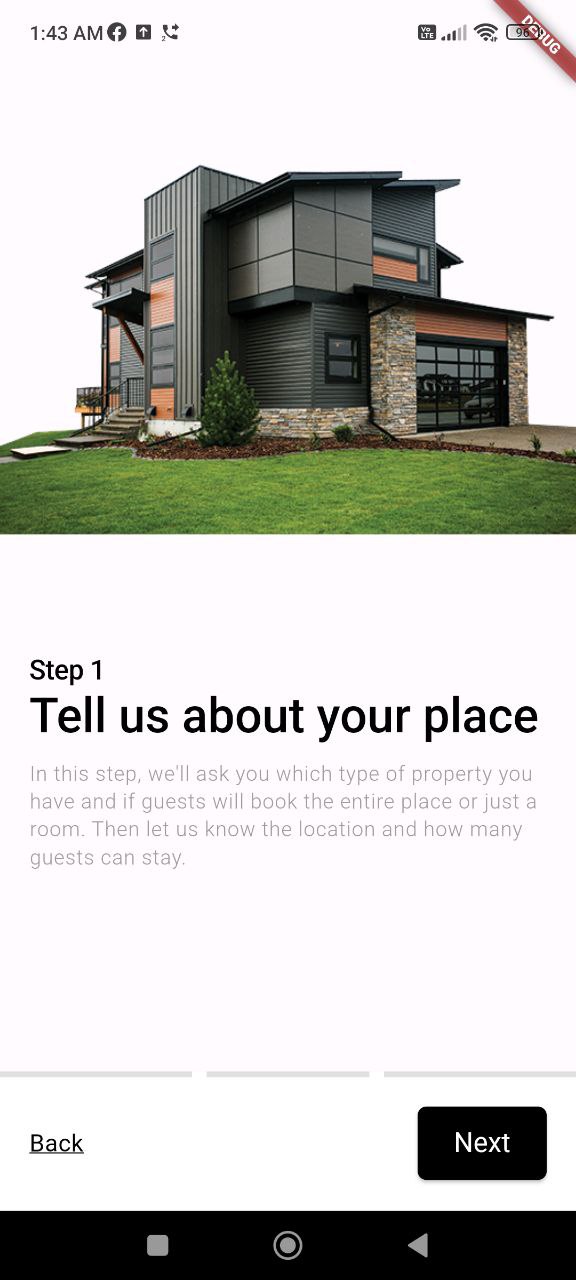 1:43 AM
Vo
LTE
96
DEBUG
Step 1
Tell us about your place
In this step, we'll ask you which type of property you
have and if guests will book the entire place or just a
room. Then let us know the location and how many
guests can stay.
Back
Next